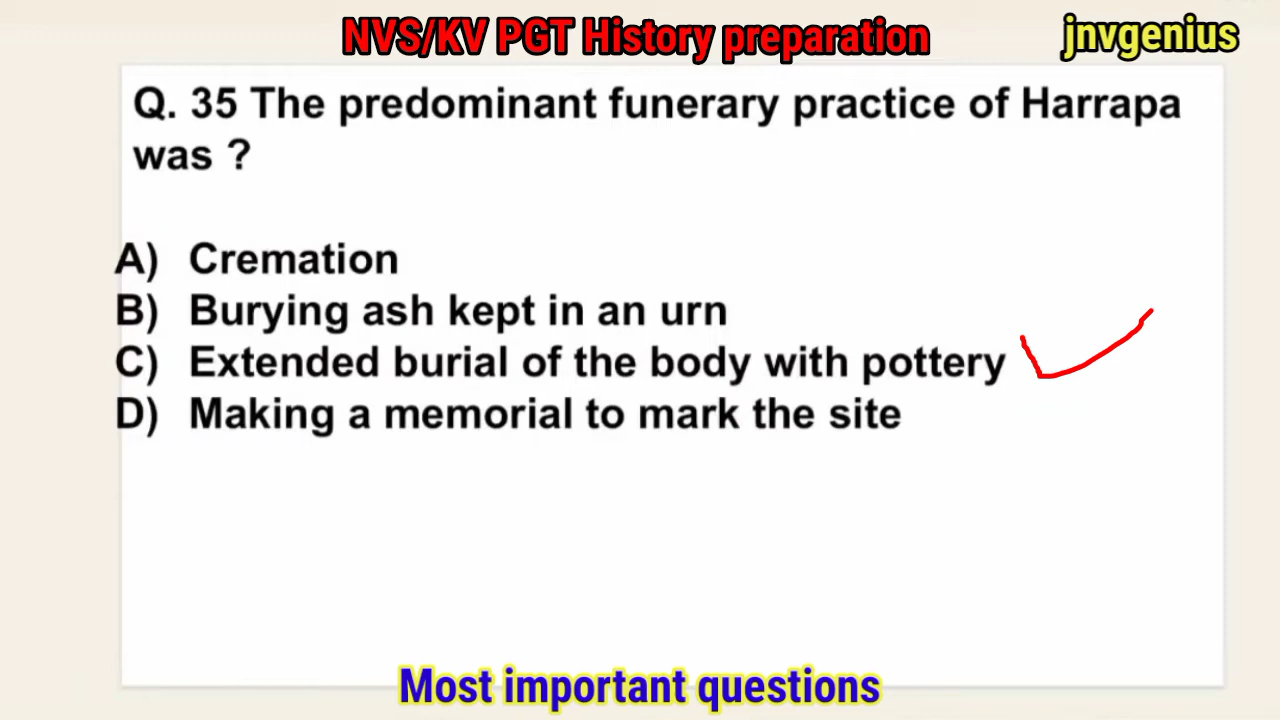 NVS/KV PGT History preparation
jnvgenius
Q. 35 The predominant funerary practice of Harrapa
was ?
A) Cremation
B) Burying ash kept in an urn
C) Extended burial of the body with pottery
D) Making a memorial to mark the site
Most important questions